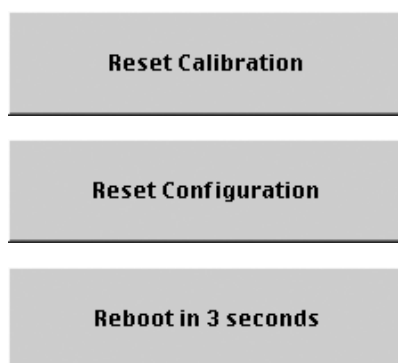 Reset Calibration
Reset Configuration
Reboot in 3 seconds